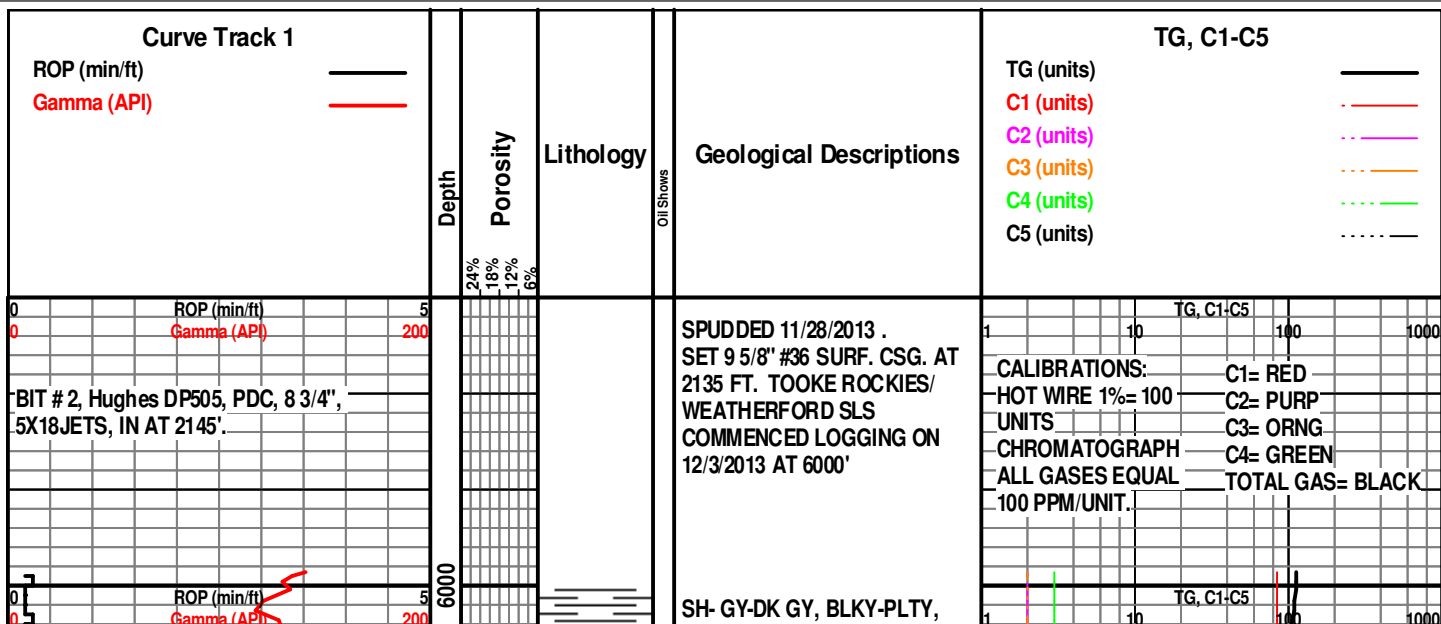 Curve Track 1
ROP (min/ft)
Gamma (API)
Depth
Porosity
24%
18%
12%
6%
Lithology
Oil Shows
Geological Descriptions
TG, C1-C5
TG (units)
C1 (units)
C2 (units)
C3 (units)
C4 (units)
C5 (units)
0 ROP (min/ft) 5
0 Gamma (API) 200
BIT # 2, Hughes DP505, PDC, 8 3/4",
5X18JETS, IN AT 2145'.
SPUDDED 11/28/2013 .
SET 9 5/8" #36 SURF. CSG. AT
2135 FT. TOOKE ROCKIES/
WEATHERFORD SLS
COMMENCED LOGGING ON
12/3/2013 AT 6000'
TG, C1-C5
1 10 100 1000
CALIBRATIONS:
HOT WIRE 1%= 100
UNITS
CHROMATOGRAPH
ALL GASES EQUAL
100 PPM/UNIT.
C1= RED
C2= PURP
C3= ORNG
C4= GREEN
TOTAL GAS= BLACK
0 ROP (min/ft) 5
0 Gamma (API) 200
6000
SH- GY-DK GY, BLKY-PLTY,
TG, C1-C5
1 10 100 1000